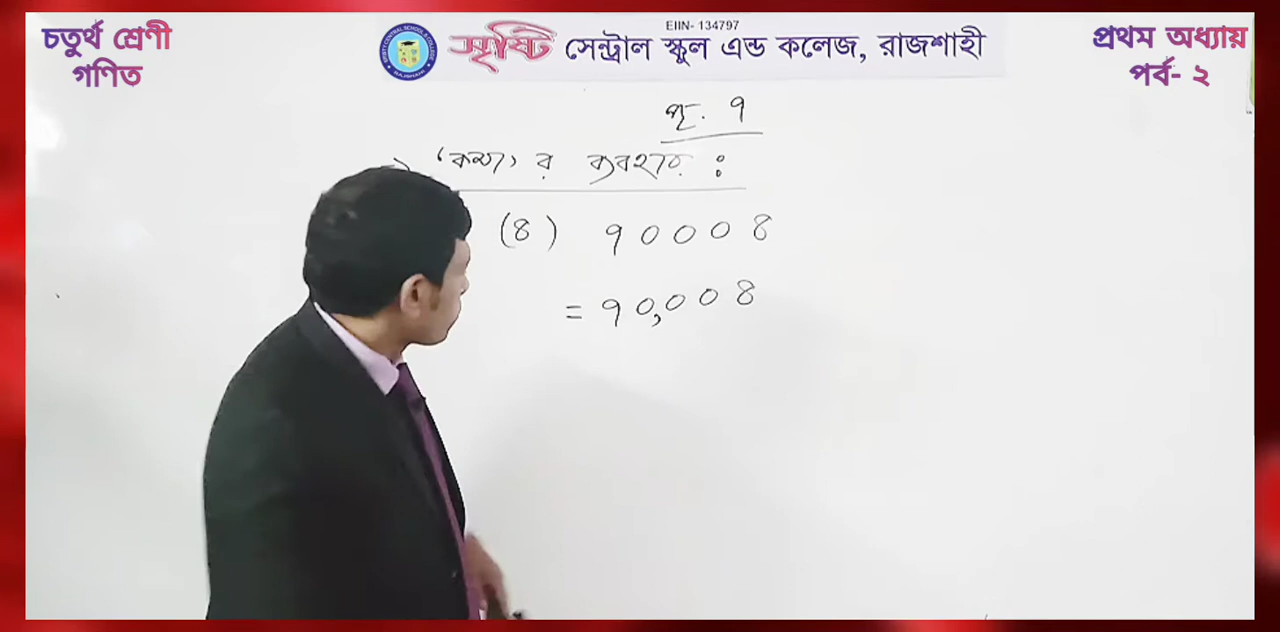 চতুর্থ শ্রেণী
গণিত
EIIN- 134797
সৃষ্টি সেন্ট্রাল স্কুল এন্ড কলেজ, রাজশাহী
প্রথম অধ্যায়
পর্ব- ২
পৃ. ৭
‘কমা’ র ব্যবহার :
(৪) ৭০০০৪
= ৭০,০০৪